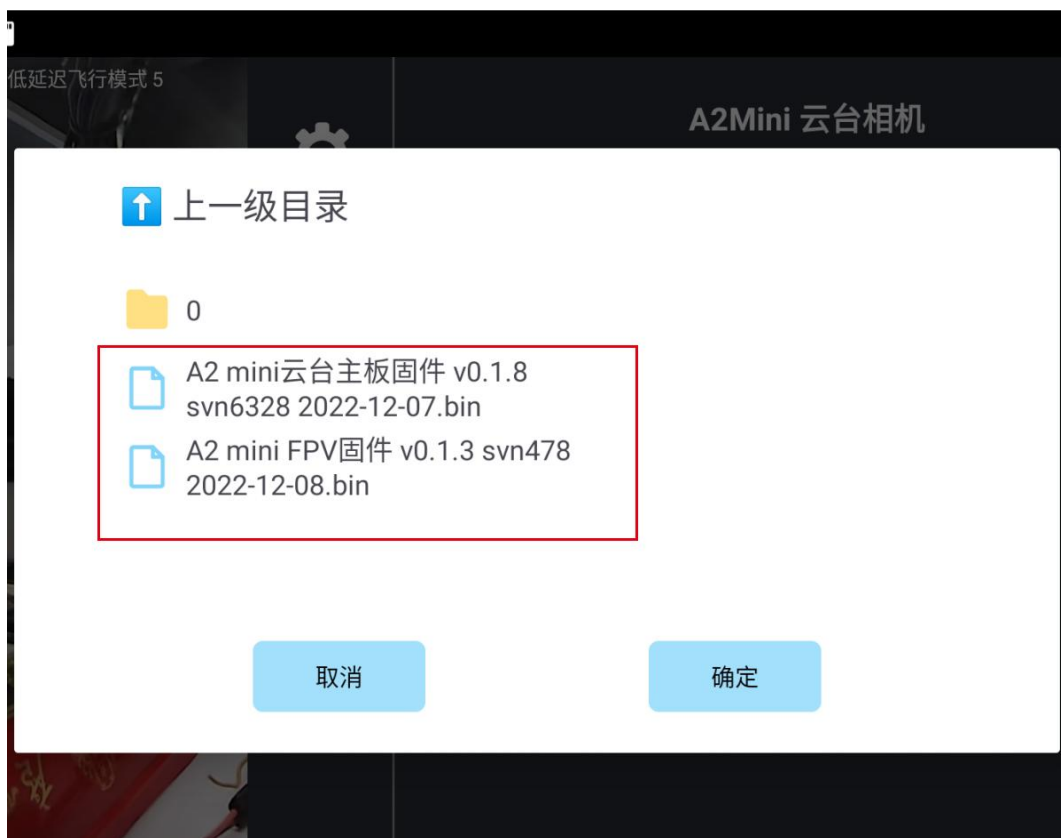 低延迟飞行模式 5
A2Mini 云台相机
上一级目录
0
A2 mini云台主板固件 v0.1.8
svn6328 2022-12-07.bin
A2 mini FPV固件 v0.1.3 svn478
2022-12-08.bin
取消
确定